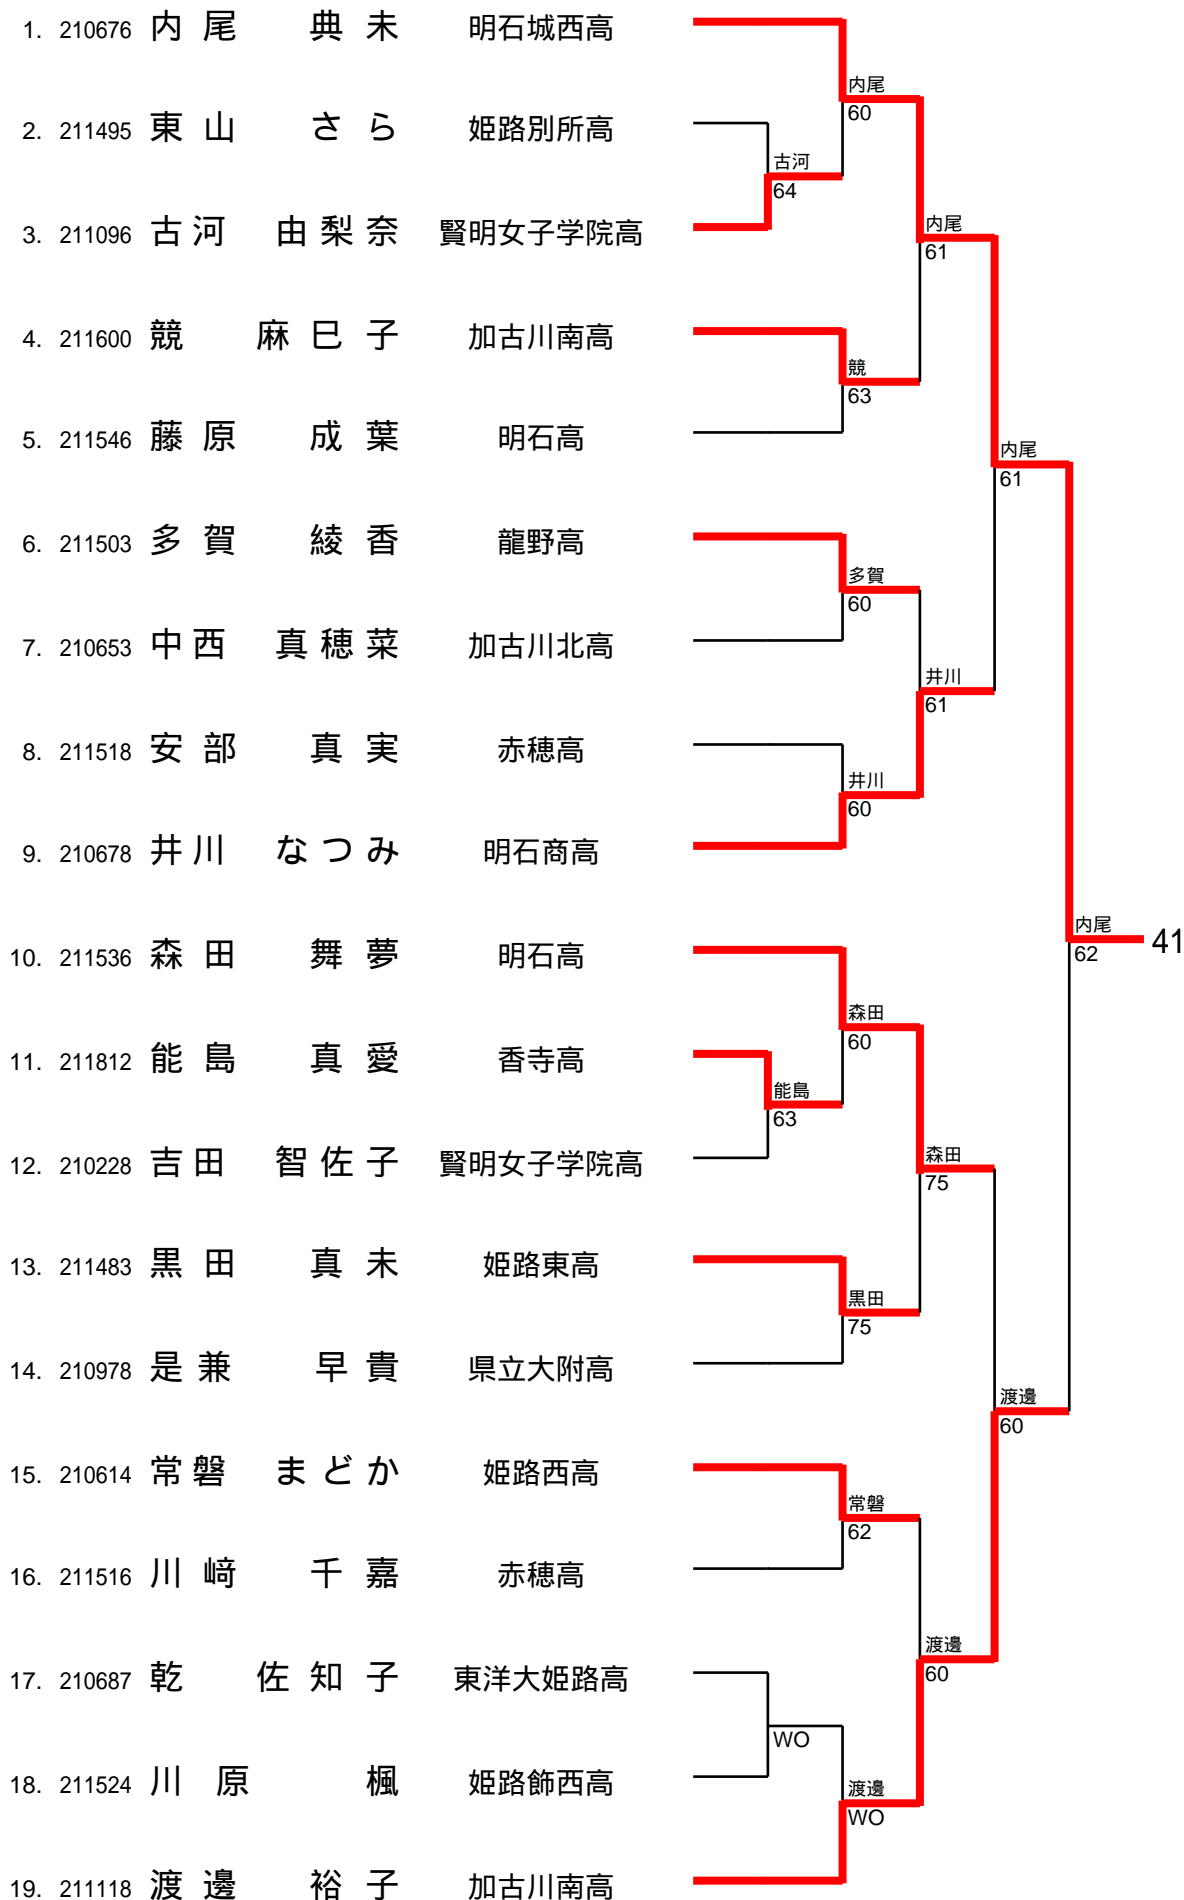 1. 210676 内尾 典未 明石城西高
内尾
60
2. 211495 東山 さら 姫路別所高
古河
64
3. 211096 古河 由梨奈 賢明女子学院高
内尾
61
4. 211600 競 麻巳子 加古川南高
競
63
5. 211546 藤原 成葉 明石高
内尾
61
6. 211503 多賀 綾香 龍野高
多賀
60
7. 210653 中西 真穂菜 加古川北高
井川
61
8. 211518 安部 真実 赤穂高
井川
60
9. 210678 井川 なつみ 明石商高
内尾
62
41
10. 211536 森田 舞夢 明石高
森田
60
11. 211812 能島 真愛 香寺高
能島
63
12. 210228 吉田 智佐子 賢明女子学院高
森田
75
13. 211483 黒田 真未 姫路東高
黒田
75
14. 210978 是兼 早貴 県立大附高
渡邊
60
15. 210614 常磐 まどか 姫路西高
常磐
62
16. 211516 川﨑 千嘉 赤穂高
渡邊
60
17. 210687 乾 佐知子 東洋大姫路高
WO
18. 211524 川原 楓 姫路飾西高
渡邊
WO
19. 211118 渡邊 裕子 加古川南高